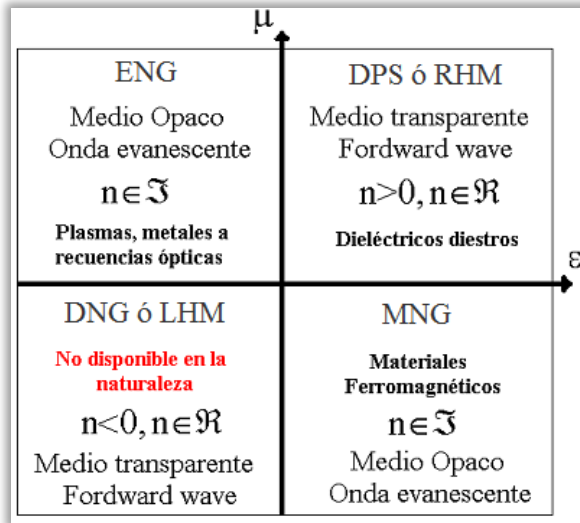 μ
ENG
Medio Opaco
Onda evanescente
n∈ℑ
Plasmas, metales a
recuencias ópticas
DPS ó RHM
Medio transparente
Fordward wave
n>0, n∈ℜ
Dieléctricos diestros
ε
DNG ó LHM
No disponible en la
naturaleza
n<0, n∈ℜ
Medio transparente
Fordward wave
MNG
Materiales
Ferromagnéticos
n∈ℑ
Medio Opaco
Onda evanescente